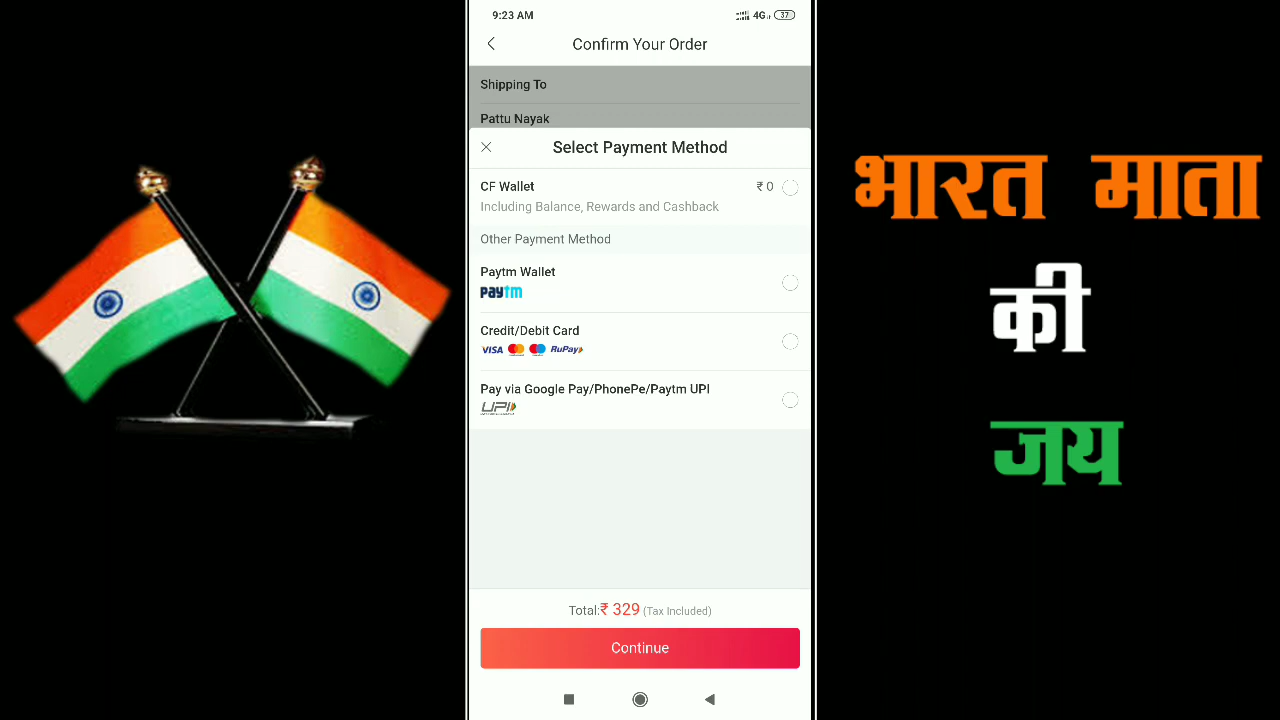 9:23 AM 4G 37
Confirm Your Order
Shipping To
Pattu Nayak
Select Payment Method
CF Wallet ₹ 0
Including Balance, Rewards and Cashback
Other Payment Method
Paytm Wallet
paytm
Credit/Debit Card
VISA RuPay
Pay via Google Pay/PhonePe/Paytm UPI
UPI
Total:₹ 329 (Tax Included)
Continue
भारत माता
की
जय